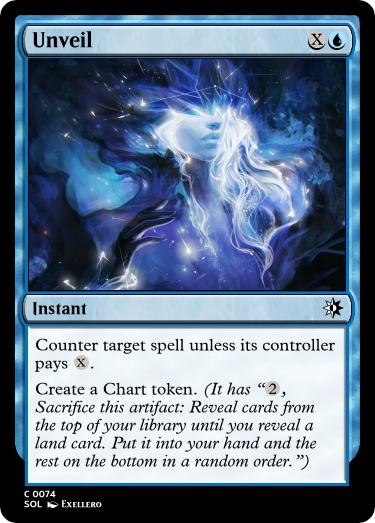 Unveil X
Instant
Counter target spell unless its controller
pays X.
Create a Chart token. (It has “2,
Sacrifice this artifact: Reveal cards from
the top of your library until you reveal a
land card. Put it into your hand and the
rest on the bottom in a random order.”)
C 0074
SOL Exellero